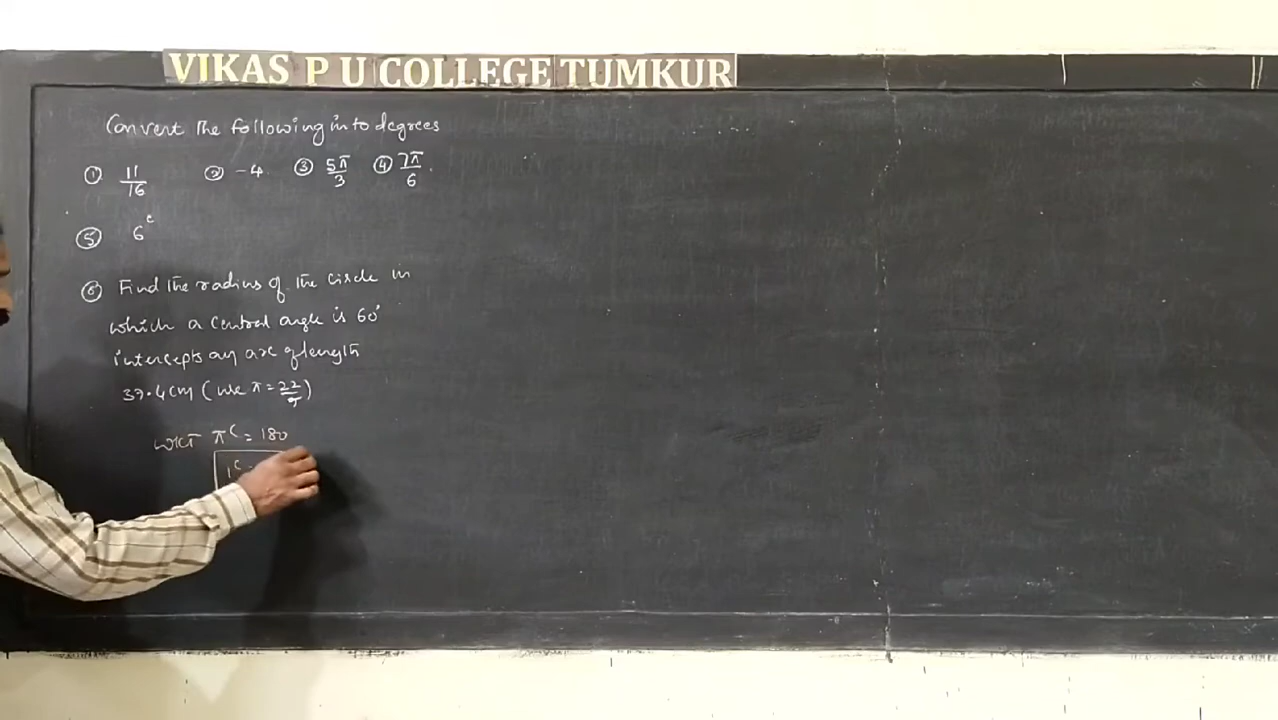 VIKAS P U COLLEGE TUMKUR
Convert the following into degrees
① 11/16 ② -4 ③ 5π/3 ④ 7π/6.
⑤ 6ᶜ
⑥ Find the radius of the circle in
which a central angle is 60°
intercepts an arc of length
37.4cm (use π = 22/7)
WKT πᶜ = 180
1ᶜ =